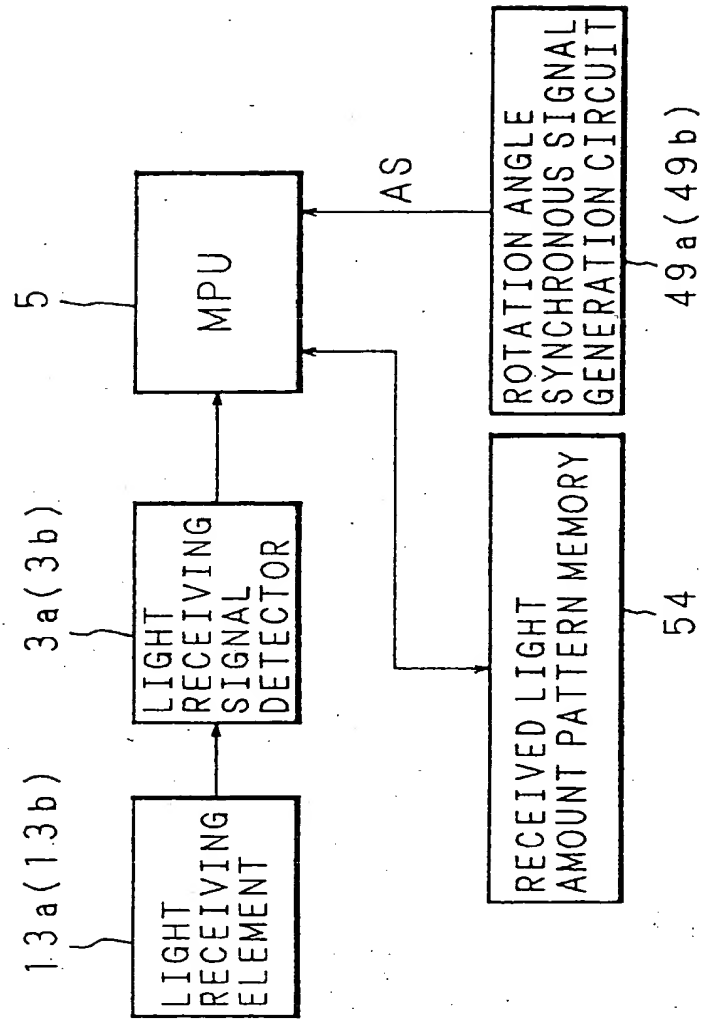 13a(13b)
LIGHT
RECEIVING
ELEMENT
3a(3b)
LIGHT
RECEIVING
SIGNAL
DETECTOR
5
MPU
AS
RECEIVED LIGHT
AMOUNT PATTERN MEMORY
54
ROTATION ANGLE
SYNCHRONOUS SIGNAL
GENERATION CIRCUIT
49a(49b)